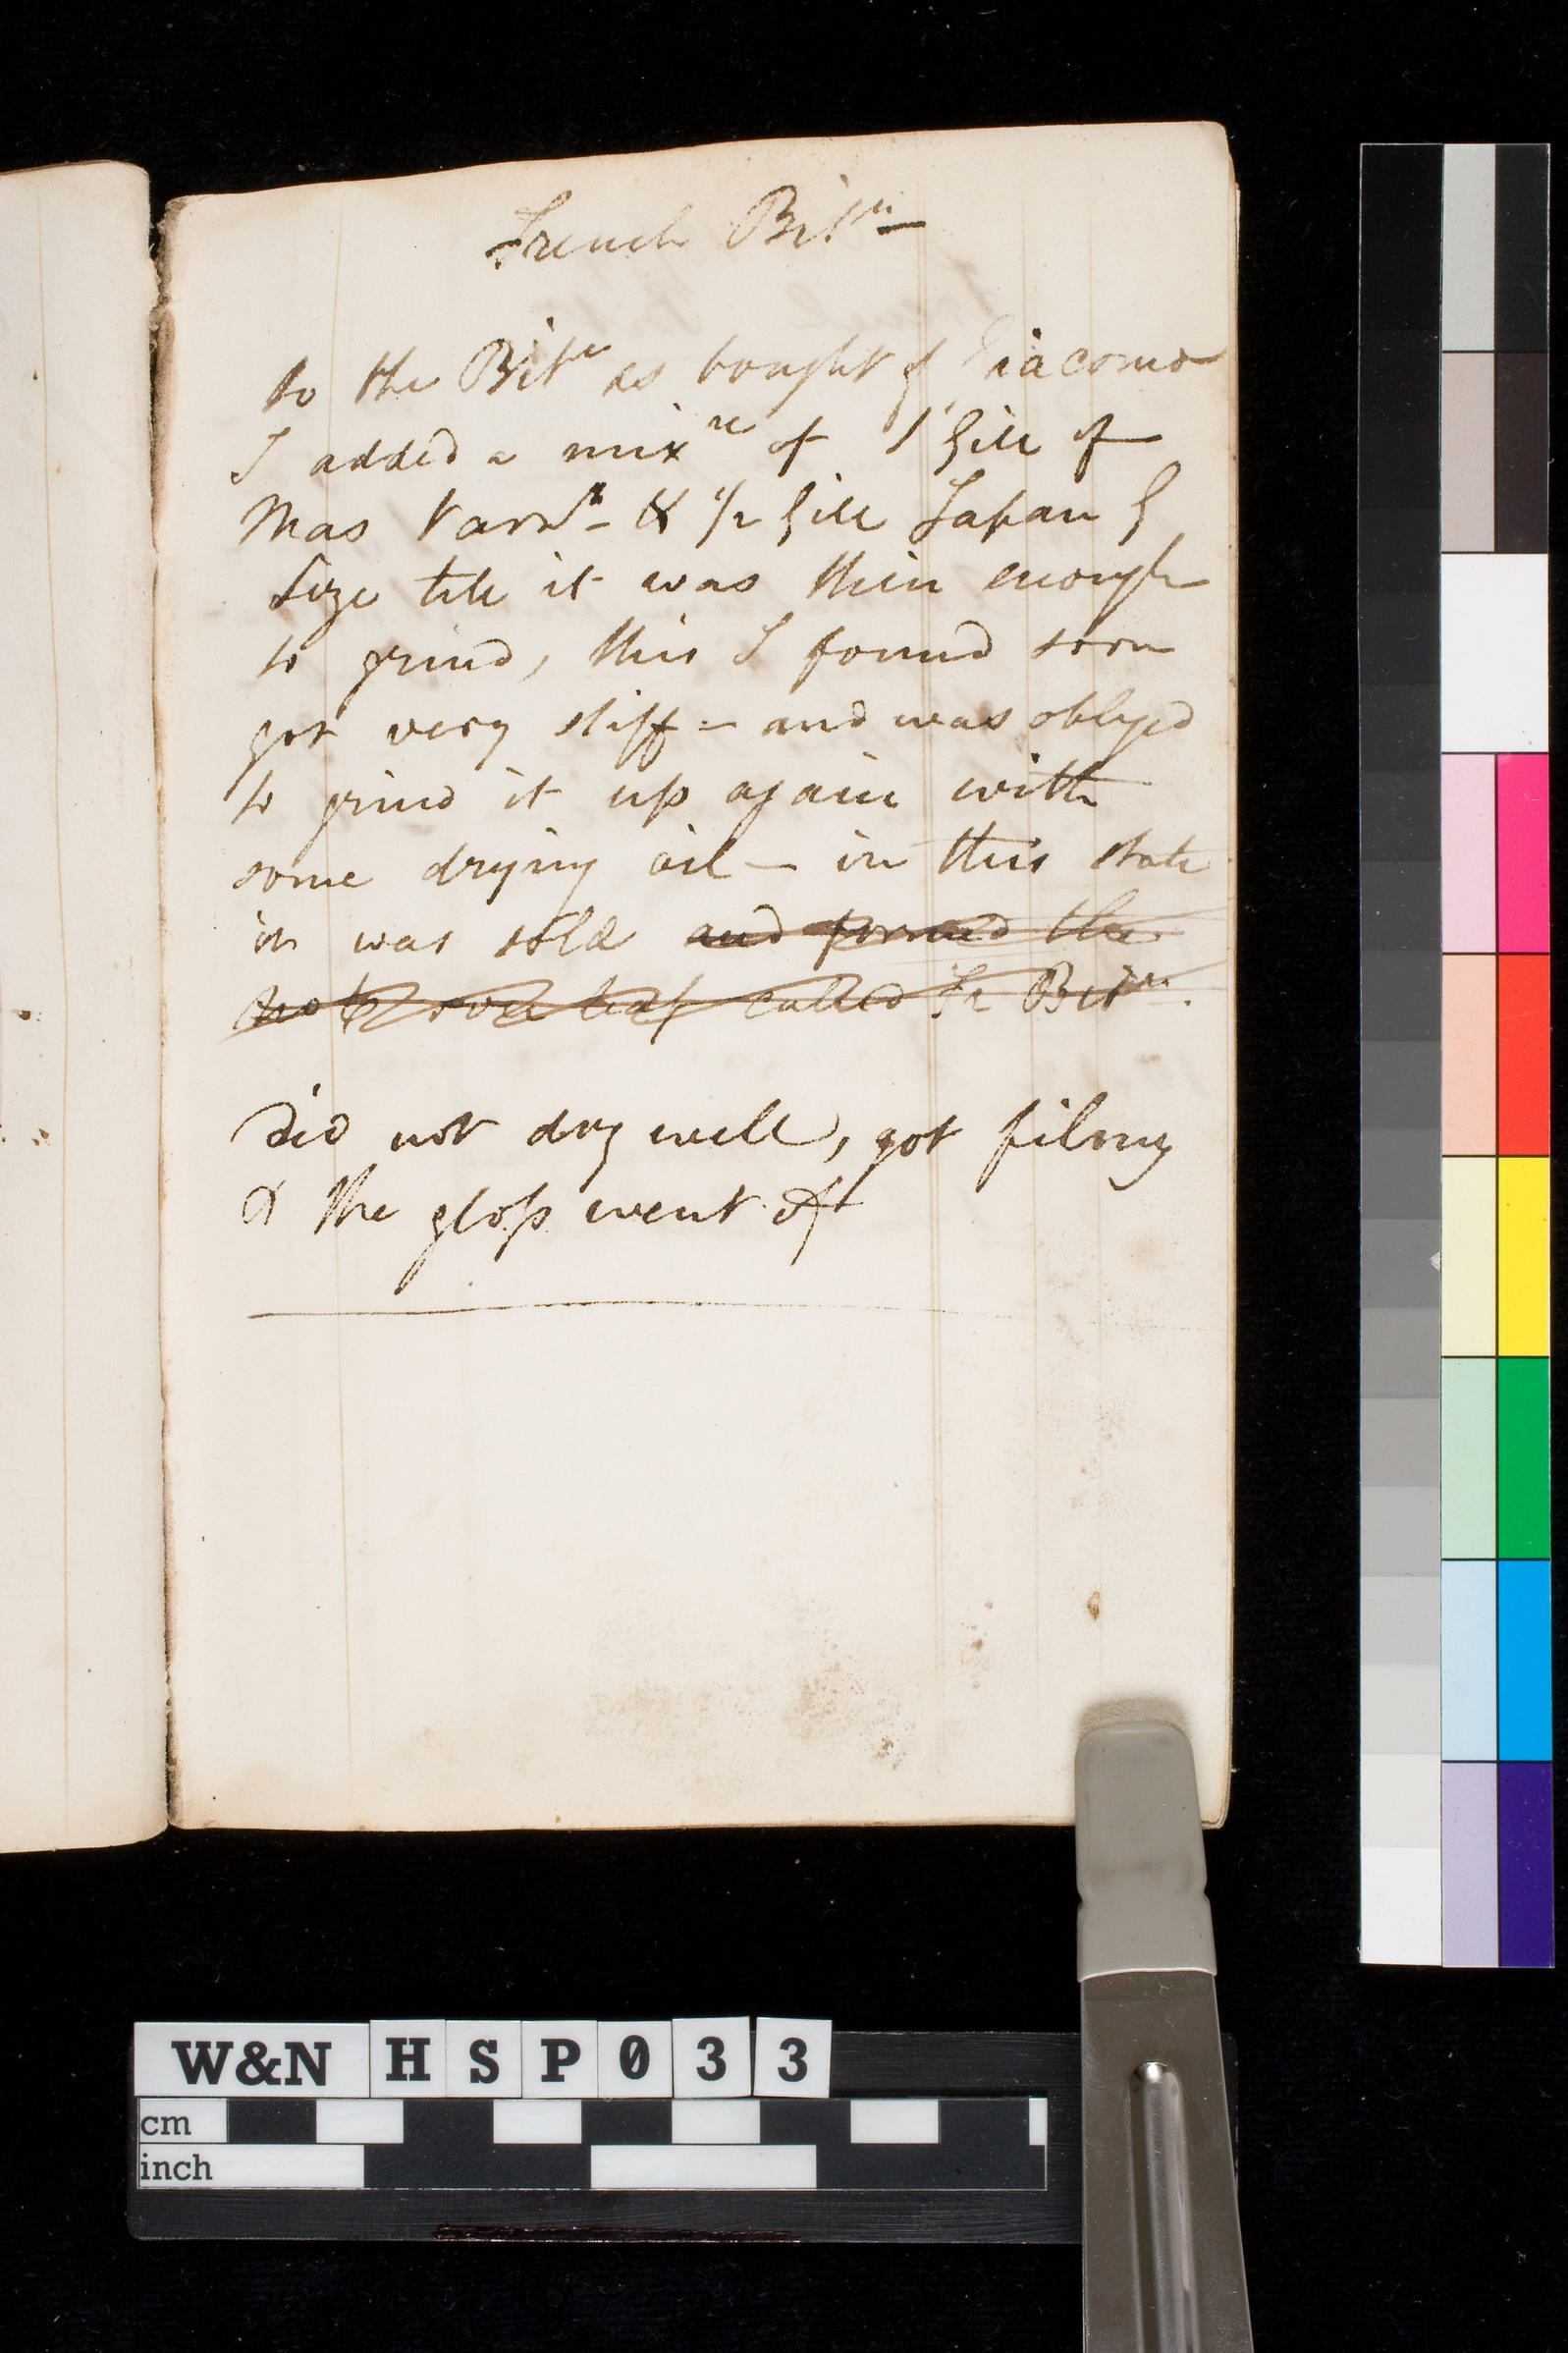 French Bitn
to the Bitn as bought of Giacomo
I added a mixre of 1 Gill of
Mas Varnh - & 1/2 Gill Japan G
Size till it was thin enough
to grind, this I found soon
got very stiff - and was oblyed
to grind it up again with
some drying oil - in this state
it was sold and formed the
note over leaf called Fr Bitn.
Did not dry well, got filmy
& the gloss went off
W&N HSP033
cm
inch